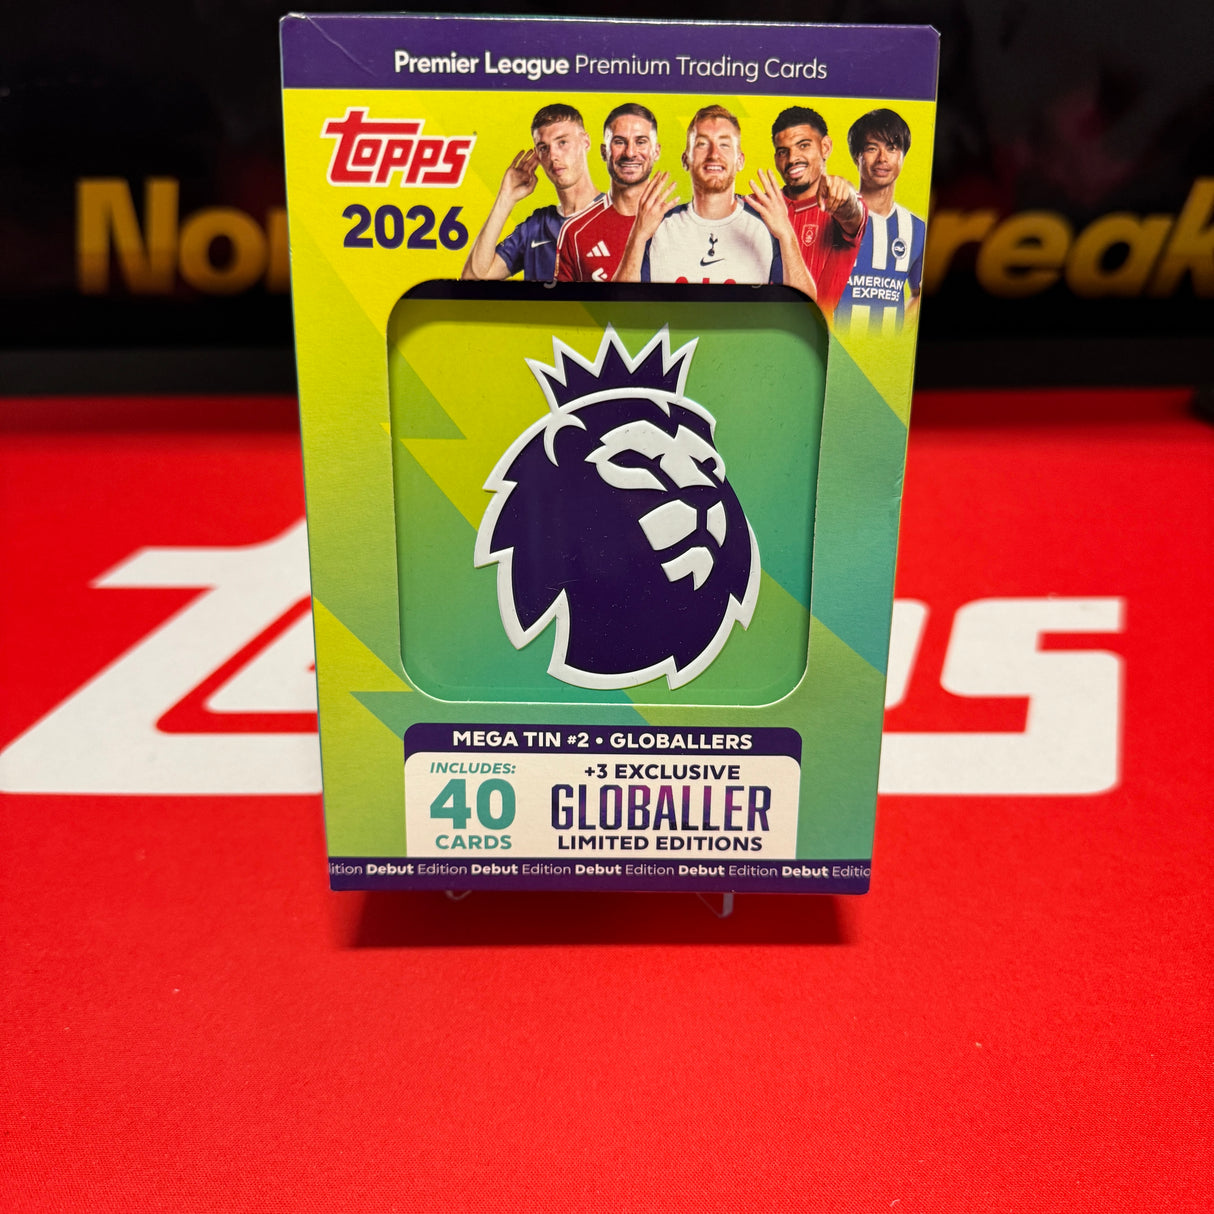 Premier League Premium Trading Cards
TOPPS
2026
AMERICAN
EXPRESS
MEGA TIN #2 • GLOBALLERS
INCLUDES:
40
CARDS
+3 EXCLUSIVE
GLOBALLER
LIMITED EDITIONS
Debut Edition Debut Edition Debut Edition Debut Edition Debut